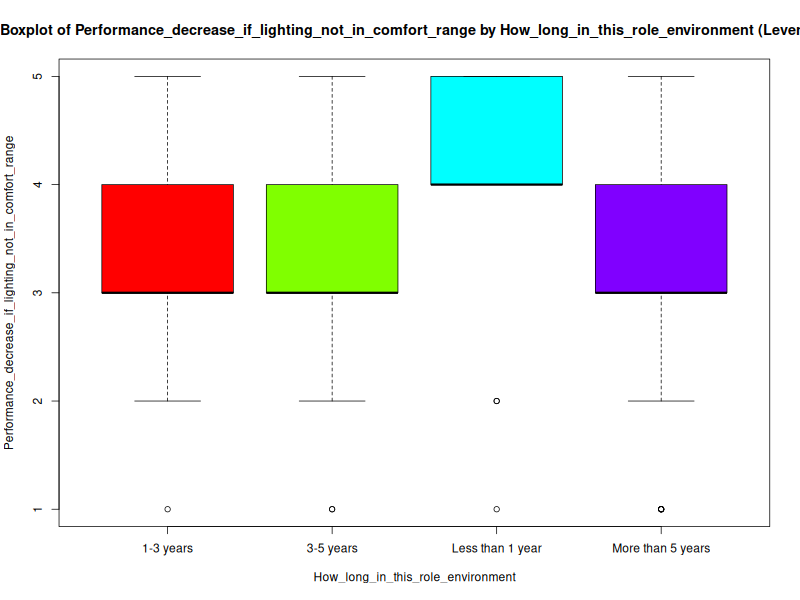 Boxplot of Performance_decrease_if_lighting_not_in_comfort_range by How_long_in_this_role_environment (Lever
Performance_decrease_if_lighting_not_in_comfort_range
5
4
3
2
1
1-3 years
3-5 years
Less than 1 year
More than 5 years
How_long_in_this_role_environment